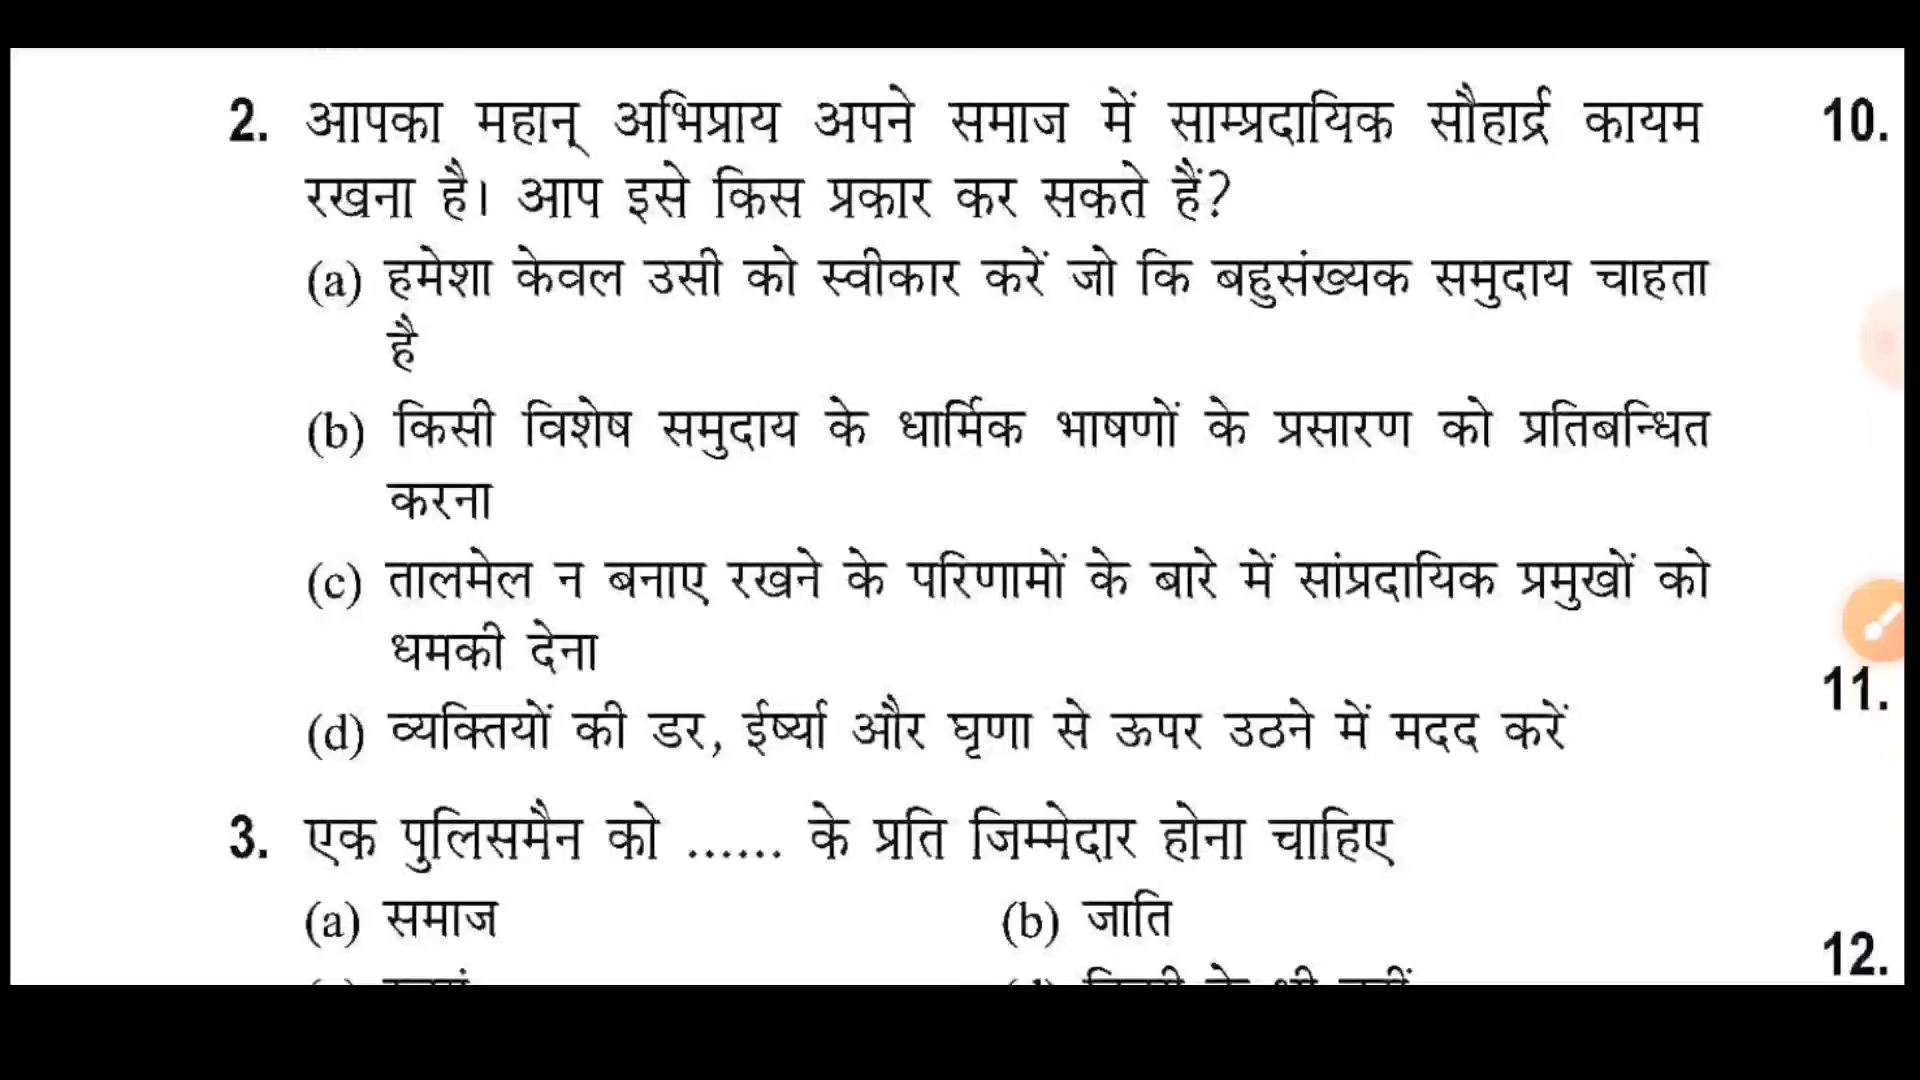 2. आपका महान् अभिप्राय अपने समाज में साम्प्रदायिक सौहार्द्र कायम
रखना है। आप इसे किस प्रकार कर सकते हैं?
(a) हमेशा केवल उसी को स्वीकार करें जो कि बहुसंख्यक समुदाय चाहता
है
(b) किसी विशेष समुदाय के धार्मिक भाषणों के प्रसारण को प्रतिबन्धित
करना
(c) तालमेल न बनाए रखने के परिणामों के बारे में सांप्रदायिक प्रमुखों को
धमकी देना
(d) व्यक्तियों की डर, ईर्ष्या और घृणा से ऊपर उठने में मदद करें
3. एक पुलिसमैन को ...... के प्रति जिम्मेदार होना चाहिए
(a) समाज (b) जाति
10.
11.
12.